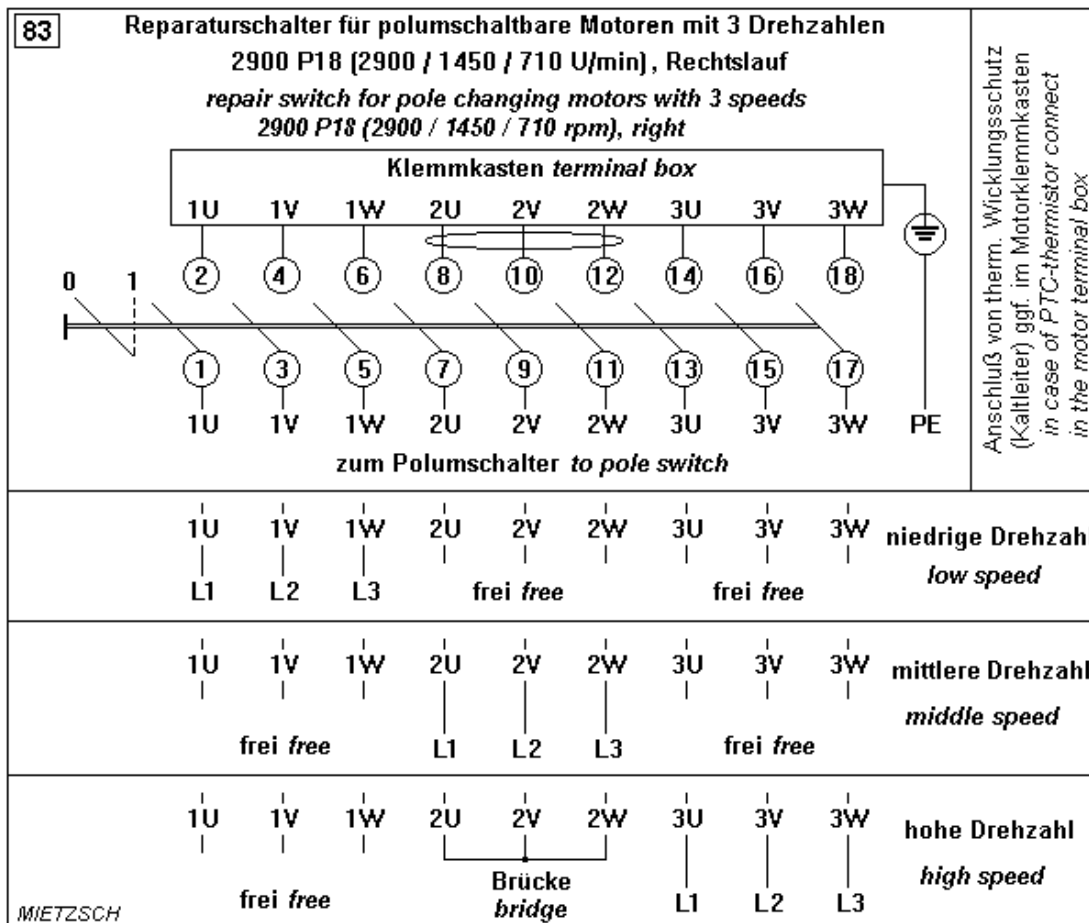 83
Reparaturschalter für polumschaltbare Motoren mit 3 Drehzahlen
2900 P18 (2900 / 1450 / 710 U/min) , Rechtslauf
repair switch for pole changing motors with 3 speeds
2900 P18 (2900 / 1450 / 710 rpm), right
Klemmkasten terminal box
1U 1V 1W 2U 2V 2W 3U 3V 3W
2 4 6 8 10 12 14 16 18
0 1
1 3 5 7 9 11 13 15 17
1U 1V 1W 2U 2V 2W 3U 3V 3W PE
zum Polumschalter to pole switch
Anschluß von therm. Wicklungsschutz
(Kaltleiter) ggf. im Motorklemmkasten
in case of PTC-thermistor connect
in the motor terminal box
1U 1V 1W 2U 2V 2W 3U 3V 3W niedrige Drehzahl
low speed
L1 L2 L3 frei free frei free
1U 1V 1W 2U 2V 2W 3U 3V 3W mittlere Drehzahl
middle speed
frei free L1 L2 L3 frei free
1U 1V 1W 2U 2V 2W 3U 3V 3W hohe Drehzahl
high speed
frei free Brücke L1 L2 L3
bridge
MIETZSCH